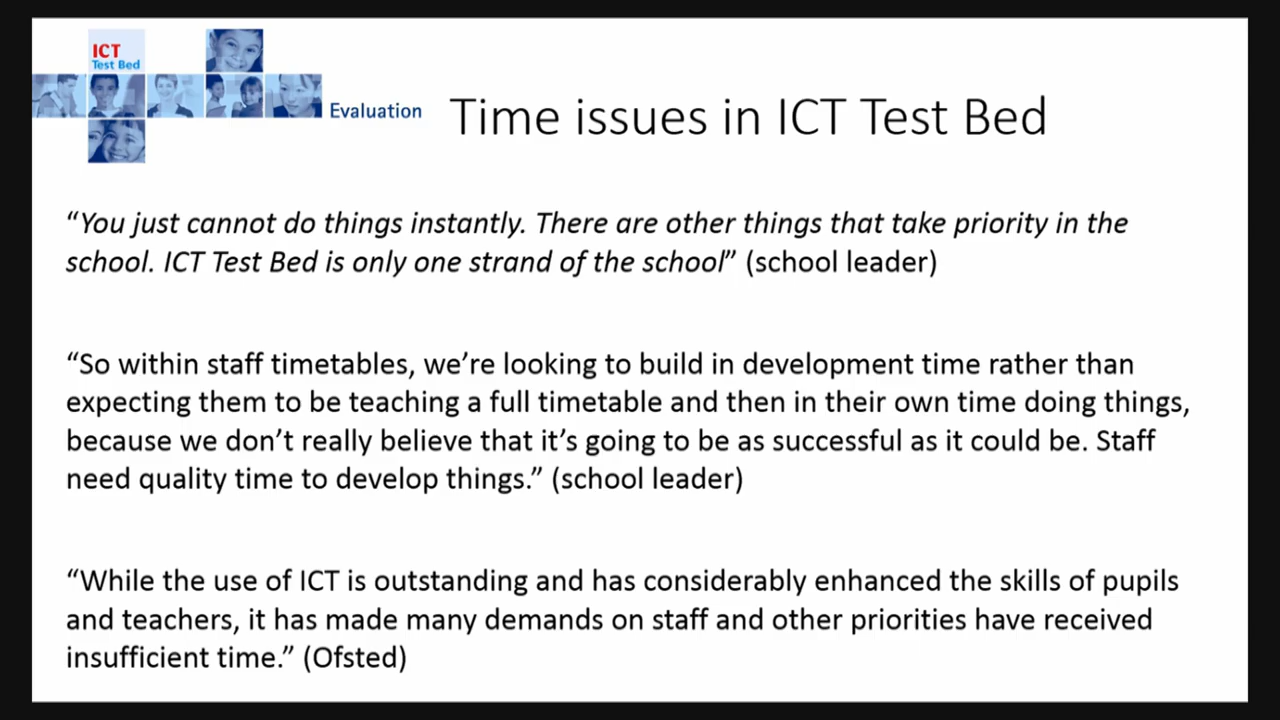 ICT
Test Bed
Evaluation
Time issues in ICT Test Bed
“You just cannot do things instantly. There are other things that take priority in the
school. ICT Test Bed is only one strand of the school” (school leader)
“So within staff timetables, we’re looking to build in development time rather than
expecting them to be teaching a full timetable and then in their own time doing things,
because we don’t really believe that it’s going to be as successful as it could be. Staff
need quality time to develop things.” (school leader)
“While the use of ICT is outstanding and has considerably enhanced the skills of pupils
and teachers, it has made many demands on staff and other priorities have received
insufficient time.” (Ofsted)